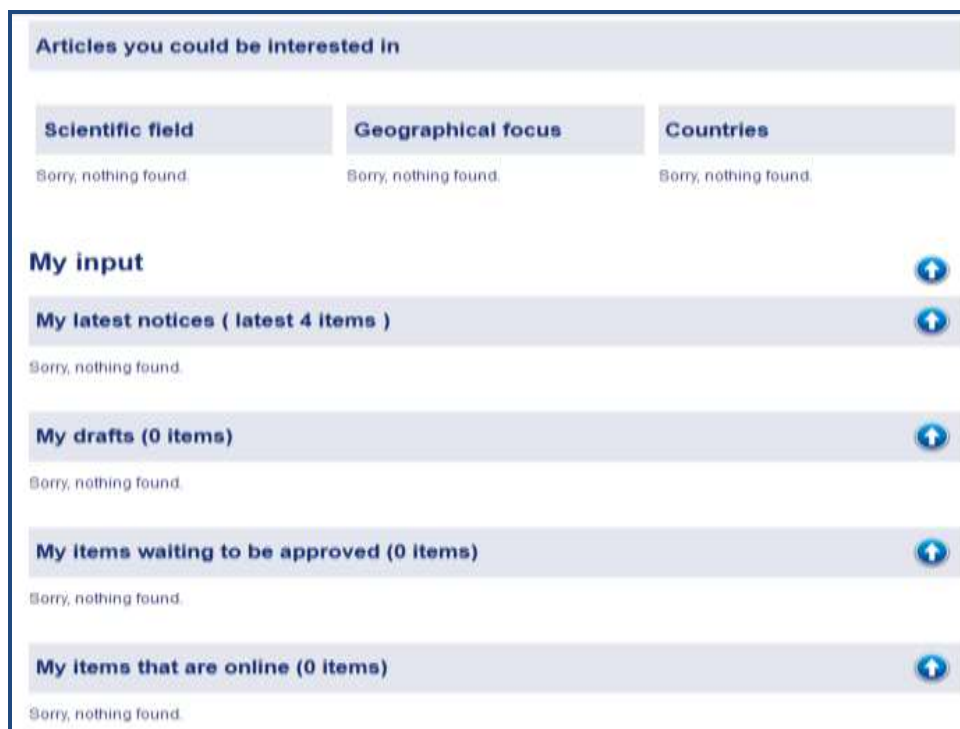 Articles you could be interested in
Scientific field Geographical focus Countries
Sorry, nothing found. Sorry, nothing found. Sorry, nothing found.
My input
My latest notices ( latest 4 items )
Sorry, nothing found.
My drafts (0 items)
Sorry, nothing found.
My items waiting to be approved (0 items)
Sorry, nothing found.
My items that are online (0 items)
Sorry, nothing found.